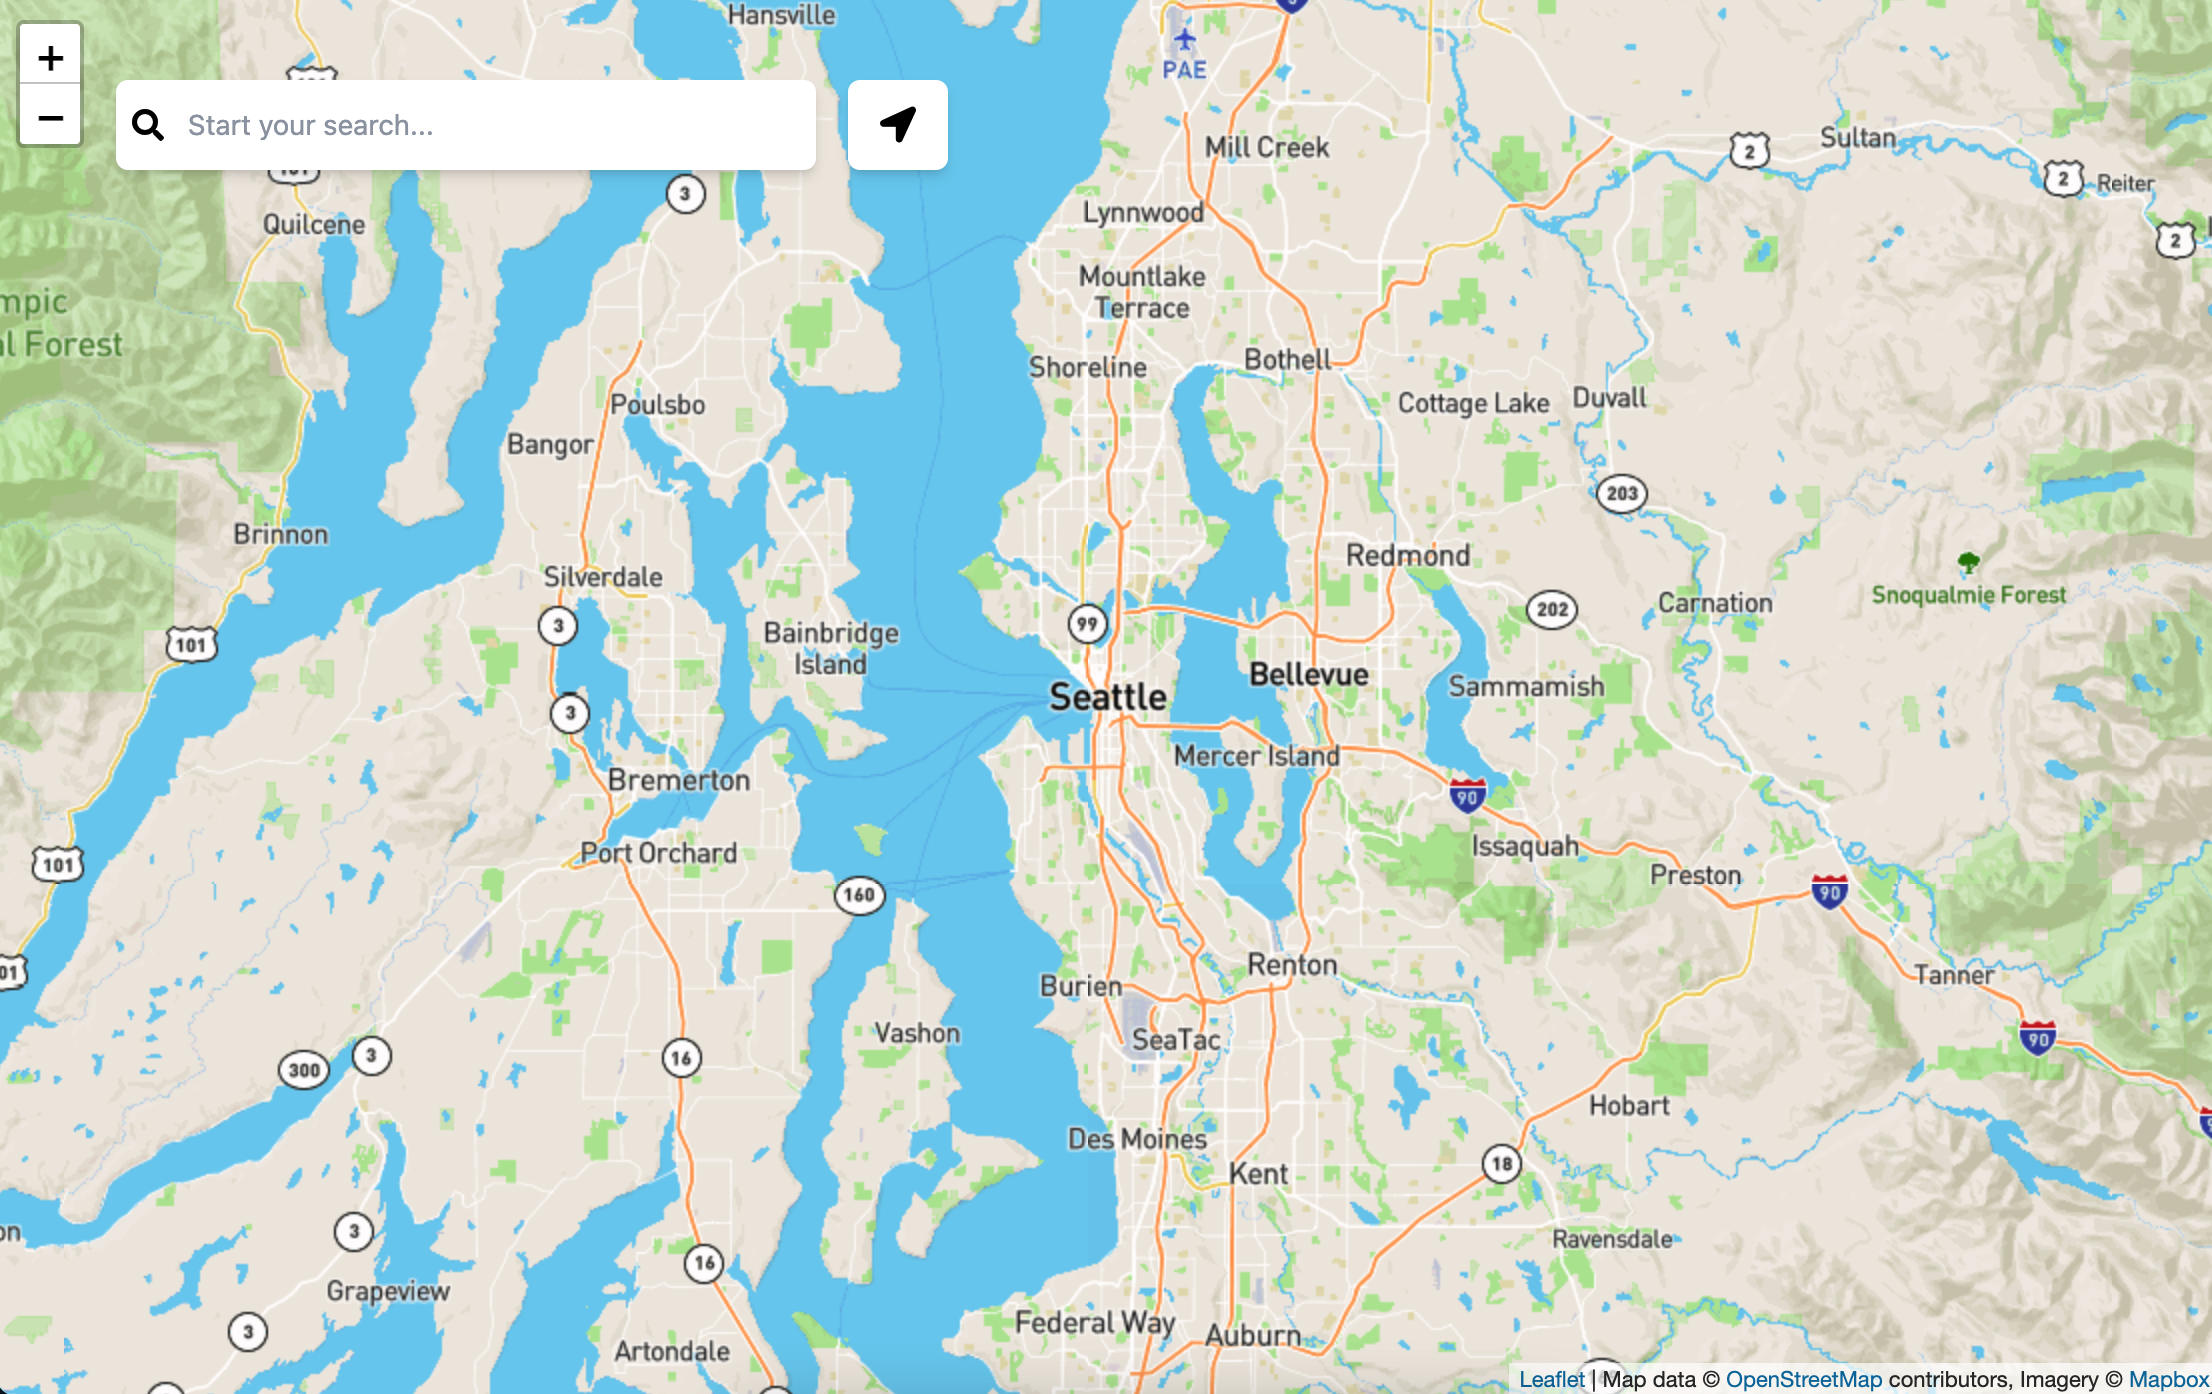 Hansville
+
PAE
Start your search...
−
Mill Creek
Sultan
2
2
Reiter
3
Lynnwood
Quilcene
2
Mountlake
Terrace
mpic
al Forest
Shoreline
Bothell
Cottage Lake
Duvall
Poulsbo
Bangor
203
Brinnon
Redmond
Silverdale
Snoqualmie Forest
Carnation
202
3
99
Bainbridge
Island
101
Bellevue
Sammamish
Seattle
3
Mercer Island
Bremerton
90
Issaquah
Port Orchard
101
Preston
160
90
Renton
01
Burien
Tanner
Vashon
SeaTac
90
3
16
300
Hobart
Des Moines
18
Kent
on
3
Ravensdale
16
Grapeview
Federal Way
3
Auburn
Artondale
Leaflet | Map data © OpenStreetMap contributors, Imagery © Mapbox